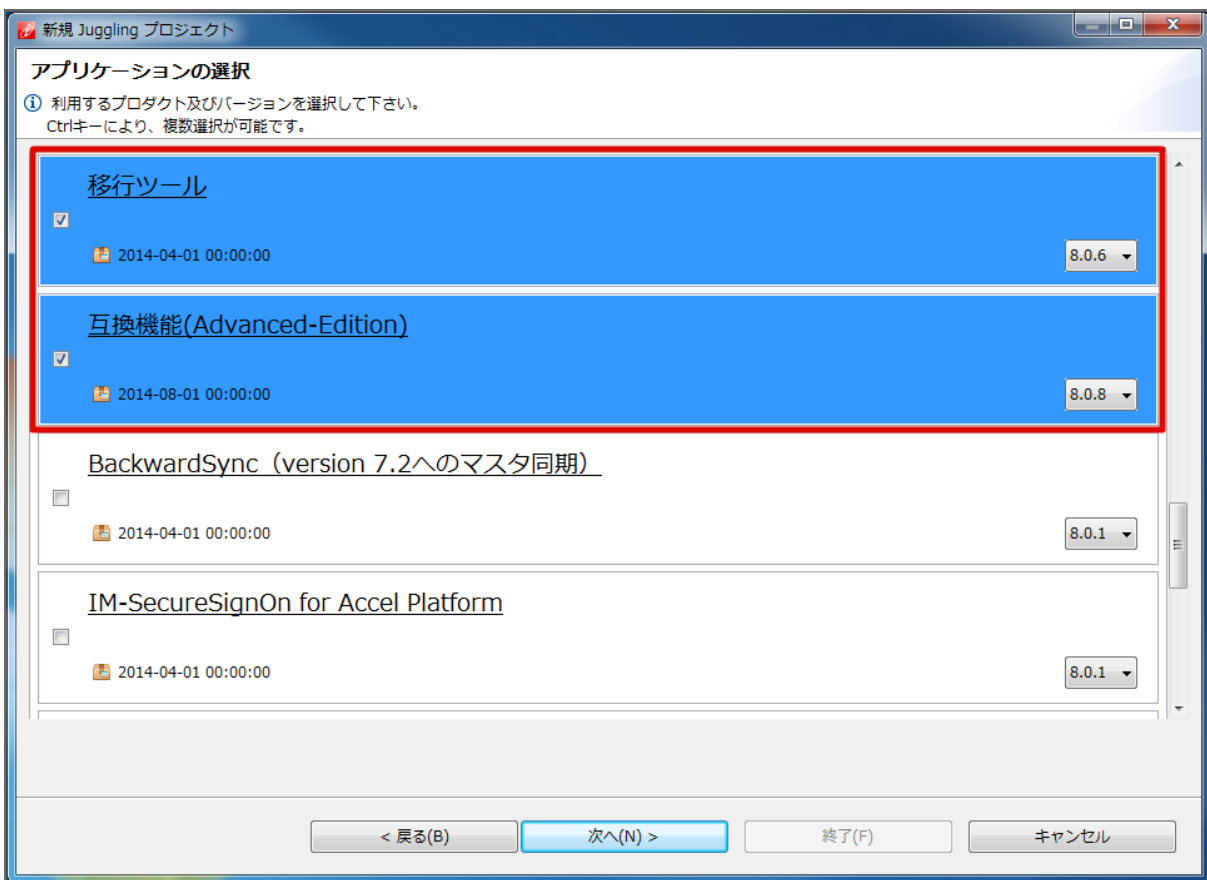 新規 Juggling プロジェクト
アプリケーションの選択
利用するプロダクト及びバージョンを選択して下さい。
Ctrlキーにより、複数選択が可能です。
移行ツール
2014-04-01 00:00:00
8.0.6
互換機能(Advanced-Edition)
2014-08-01 00:00:00
8.0.8
BackwardSync（version 7.2へのマスタ同期）
2014-04-01 00:00:00
8.0.1
IM-SecureSignOn for Accel Platform
2014-04-01 00:00:00
8.0.1
< 戻る(B)
次へ(N) >
終了(F)
キャンセル